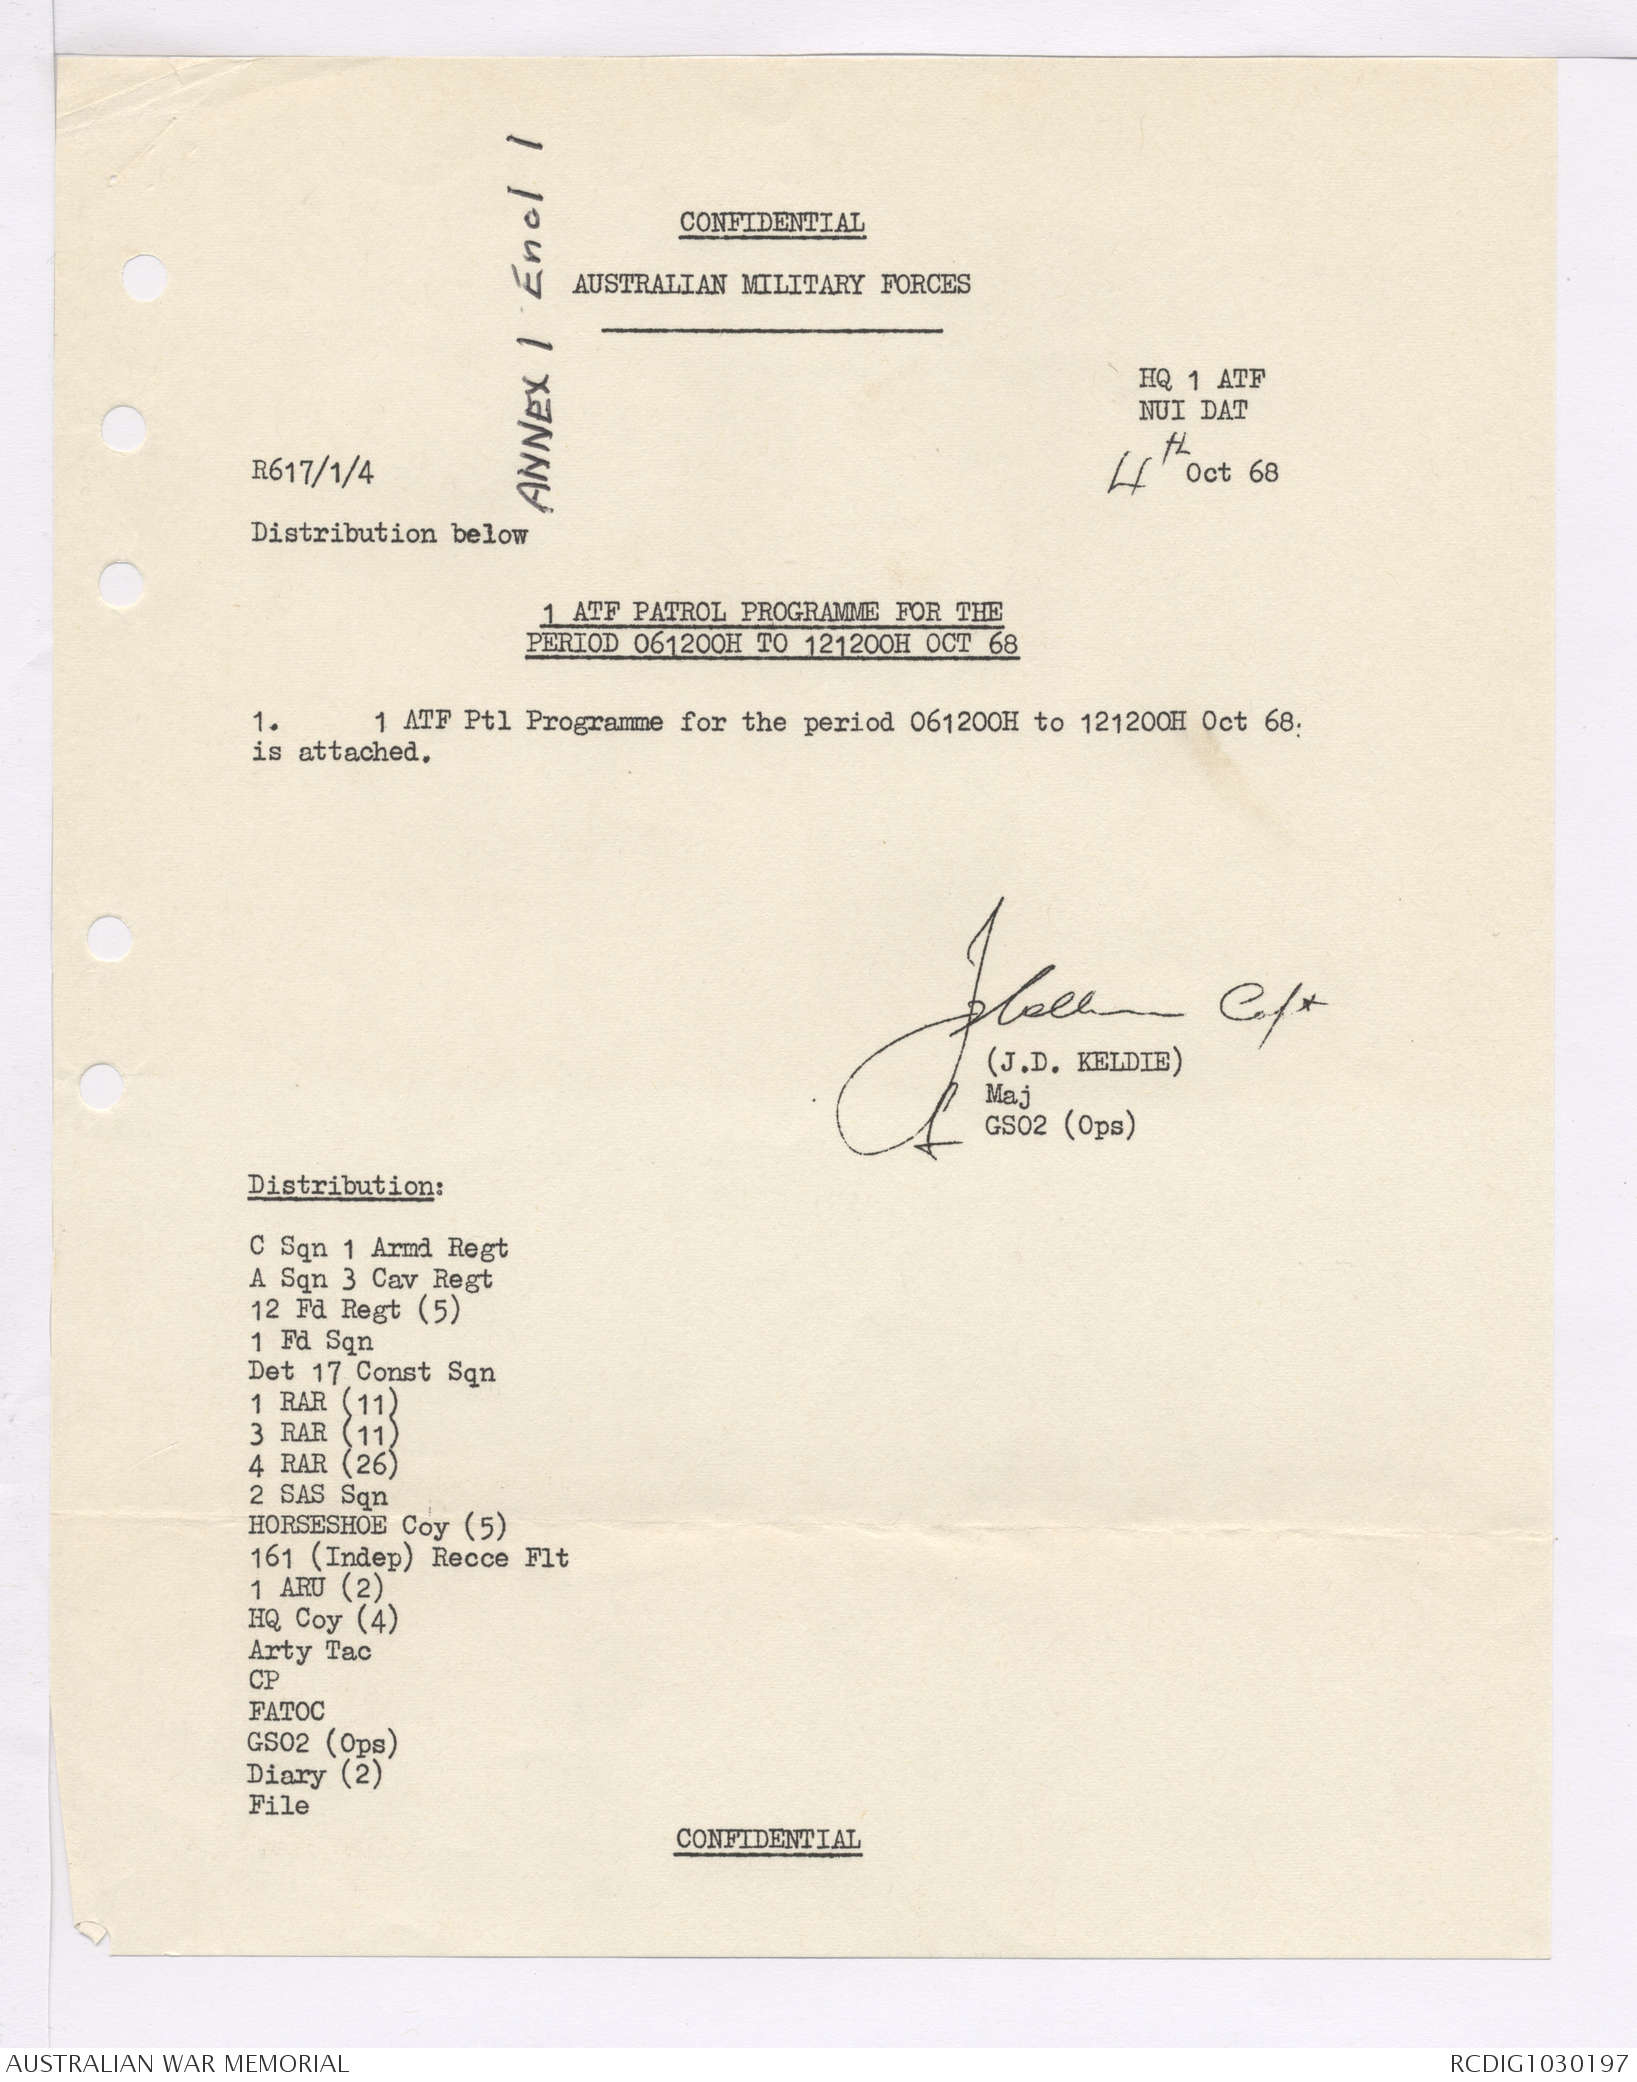 ANNEX 1 Encl 1
CONFIDENTIAL
AUSTRALIAN MILITARY FORCES
HQ 1 ATF
NUI DAT
4th Oct 68
R617/1/4
Distribution below
1 ATF PATROL PROGRAMME FOR THE
PERIOD 061200H TO 121200H OCT 68
1. 1 ATF Ptl Programme for the period 061200H to 121200H Oct 68.
is attached.
Capt
(J.D. KELDIE)
Maj
GSO2 (Ops)
Distribution:
C Sqn 1 Armd Regt
A Sqn 3 Cav Regt
12 Fd Regt (5)
1 Fd Sqn
Det 17 Const Sqn
1 RAR (11)
3 RAR (11)
4 RAR (26)
2 SAS Sqn
HORSESHOE Coy (5)
161 (Indep) Recce Flt
1 ARU (2)
HQ Coy (4)
Arty Tac
CP
FATOC
GSO2 (Ops)
Diary (2)
File
CONFIDENTIAL
AUSTRALIAN WAR MEMORIAL
RCDIG1030197